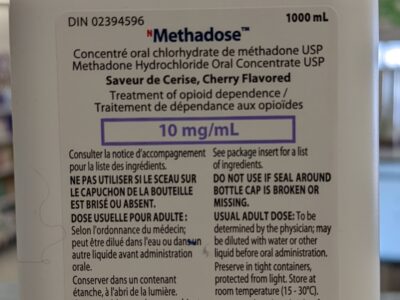 DIN 02394596 1000 mL
ᴺMethadose™
Concentré oral chlorhydrate de méthadone USP
Methadone Hydrochloride Oral Concentrate USP
Saveur de Cerise, Cherry Flavored
Treatment of opioid dependence /
Traitement de dépendance aux opioïdes
10 mg/mL
Consulter la notice d'accompagnement
pour la liste des ingrédients.
NE PAS UTILISER SI LE SCEAU SUR
LE CAPUCHON DE LA BOUTEILLE
EST BRISÉ OU ABSENT.
DOSE USUELLE POUR ADULTE :
Selon l'ordonnance du médecin;
peut être dilué dans l'eau ou dans un
autre liquide avant administration
orale.
Conserver dans un contenant
étanche, à l'abri de la lumière.
See package insert for a list
of ingredients.
DO NOT USE IF SEAL AROUND
BOTTLE CAP IS BROKEN OR
MISSING.
USUAL ADULT DOSE: To be
determined by the physician; may
be diluted with water or other
liquid before oral administration.
Preserve in tight containers,
protected from light. Store at
room temperature (15 - 30°C).